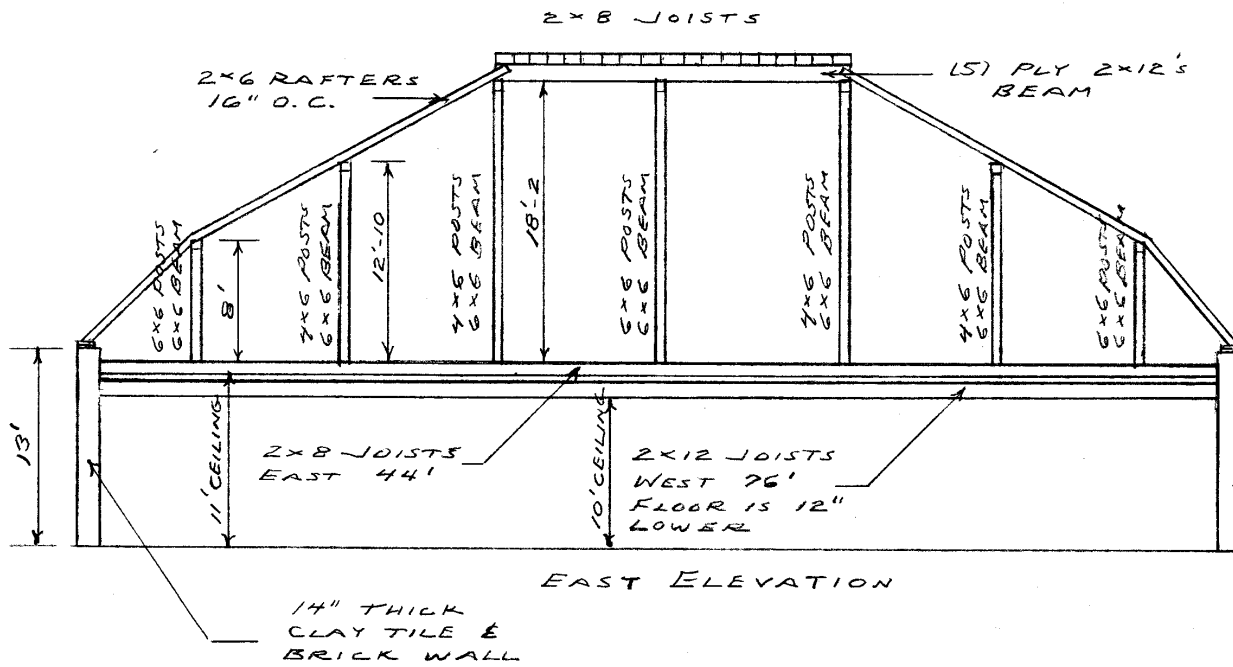 2×8 JOISTS
2×6 RAFTERS
16" O.C.
(5) PLY 2×12's
BEAM
6×6 POSTS
6×6 BEAM
8'
4×6 POSTS
6×6 BEAM
12'-10
4×6 POSTS
6×6 BEAM
18'-2
6×6 POSTS
6×6 BEAM
4×6 POSTS
6×6 BEAM
4×6 POSTS
6×6 BEAM
6×6 POSTS
6×6 BEAM
13'
11' CEILING
2×8 JOISTS
EAST 44'
10' CEILING
2×12 JOISTS
WEST 76'
FLOOR IS 12"
LOWER
EAST ELEVATION
14" THICK
CLAY TILE &
BRICK WALL